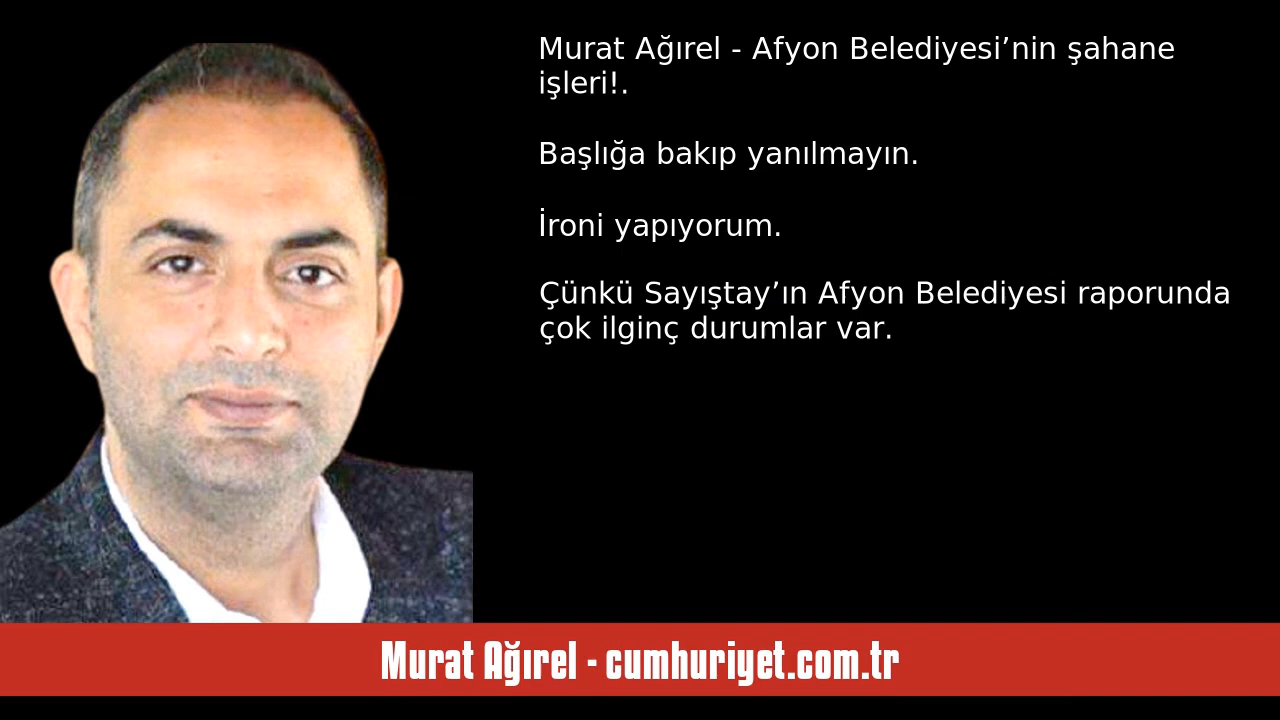 Murat Ağırel - Afyon Belediyesi’nin şahane
işleri!.
Başlığa bakıp yanılmayın.
İroni yapıyorum.
Çünkü Sayıştay’ın Afyon Belediyesi raporunda
çok ilginç durumlar var.
Murat Ağırel - cumhuriyet.com.tr